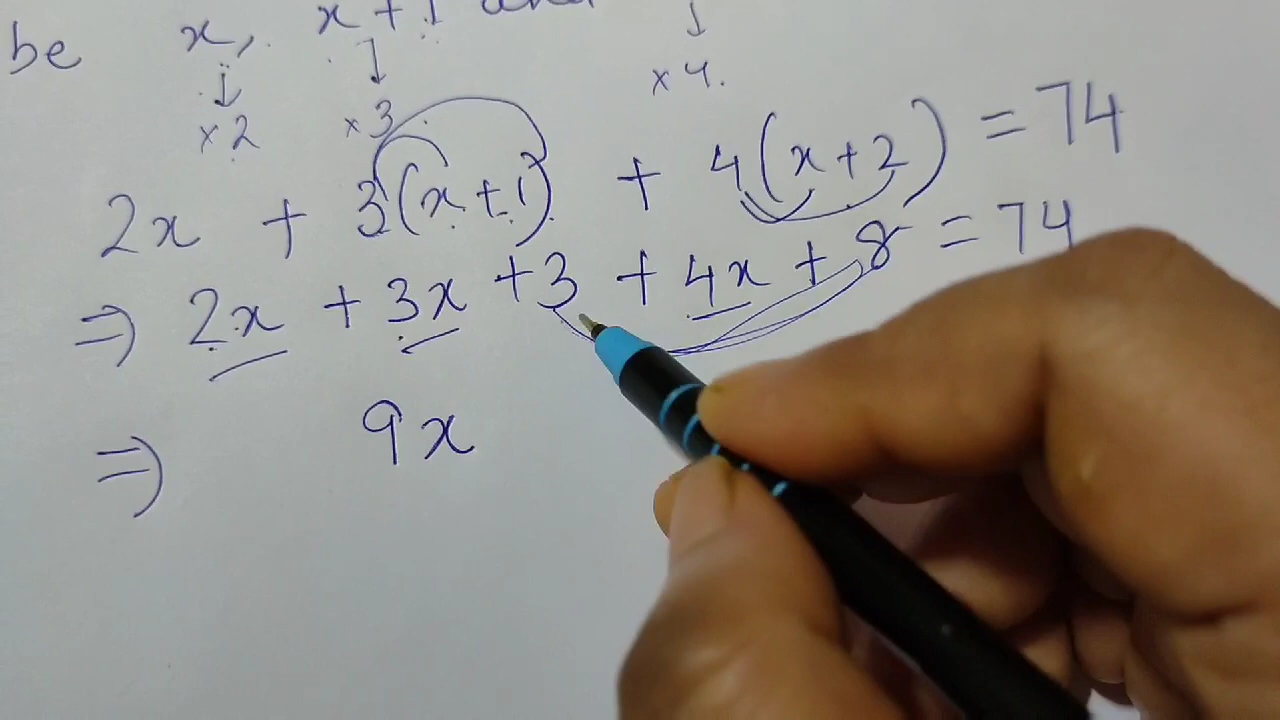 be x, x+1
↓ ↓ ↓
×2 ×3 ×4.
2x + 3(x+1) + 4(x+2) = 74
⇒ 2x + 3x + 3 + 4x + 8 = 74
⇒ 9x